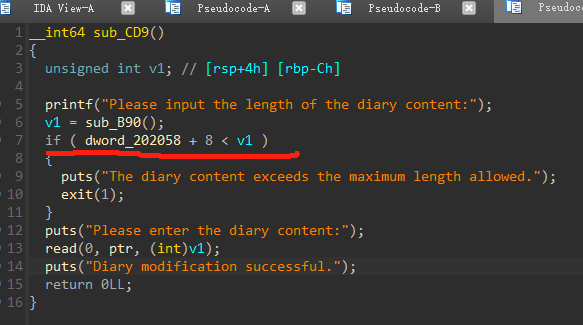 IDA View-A Pseudocode-A Pseudocode-B Pseudoco
1 __int64 sub_CD9()
2 {
3 unsigned int v1; // [rsp+4h] [rbp-Ch]
4
5 printf("Please input the length of the diary content:");
6 v1 = sub_B90();
7 if ( dword_202058 + 8 < v1 )
8 {
9 puts("The diary content exceeds the maximum length allowed.");
10 exit(1);
11 }
12 puts("Please enter the diary content:");
13 read(0, ptr, (int)v1);
14 puts("Diary modification successful.");
15 return 0LL;
16 }